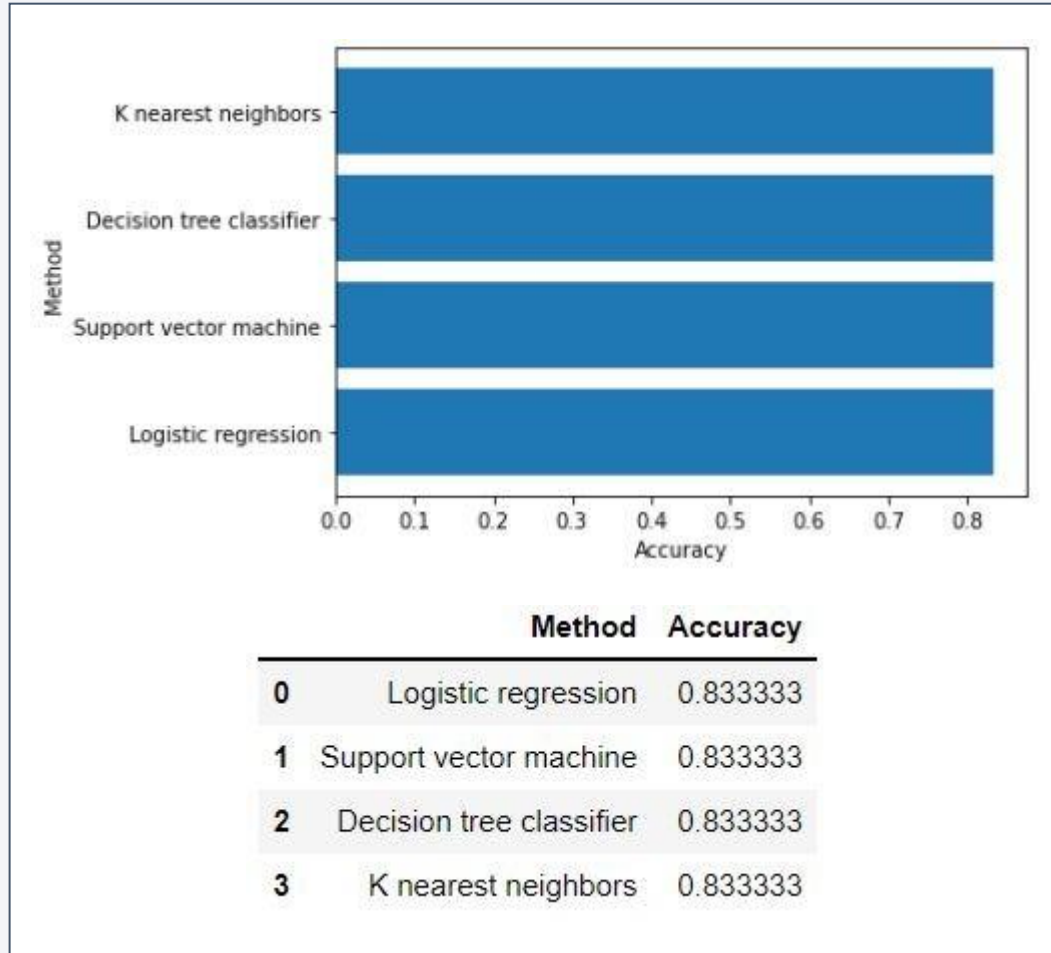 K nearest neighbors
Decision tree classifier
Method
Support vector machine
Logistic regression
0.0 0.1 0.2 0.3 0.4 0.5 0.6 0.7 0.8
Accuracy
Method Accuracy
0 Logistic regression 0.833333
1 Support vector machine 0.833333
2 Decision tree classifier 0.833333
3 K nearest neighbors 0.833333